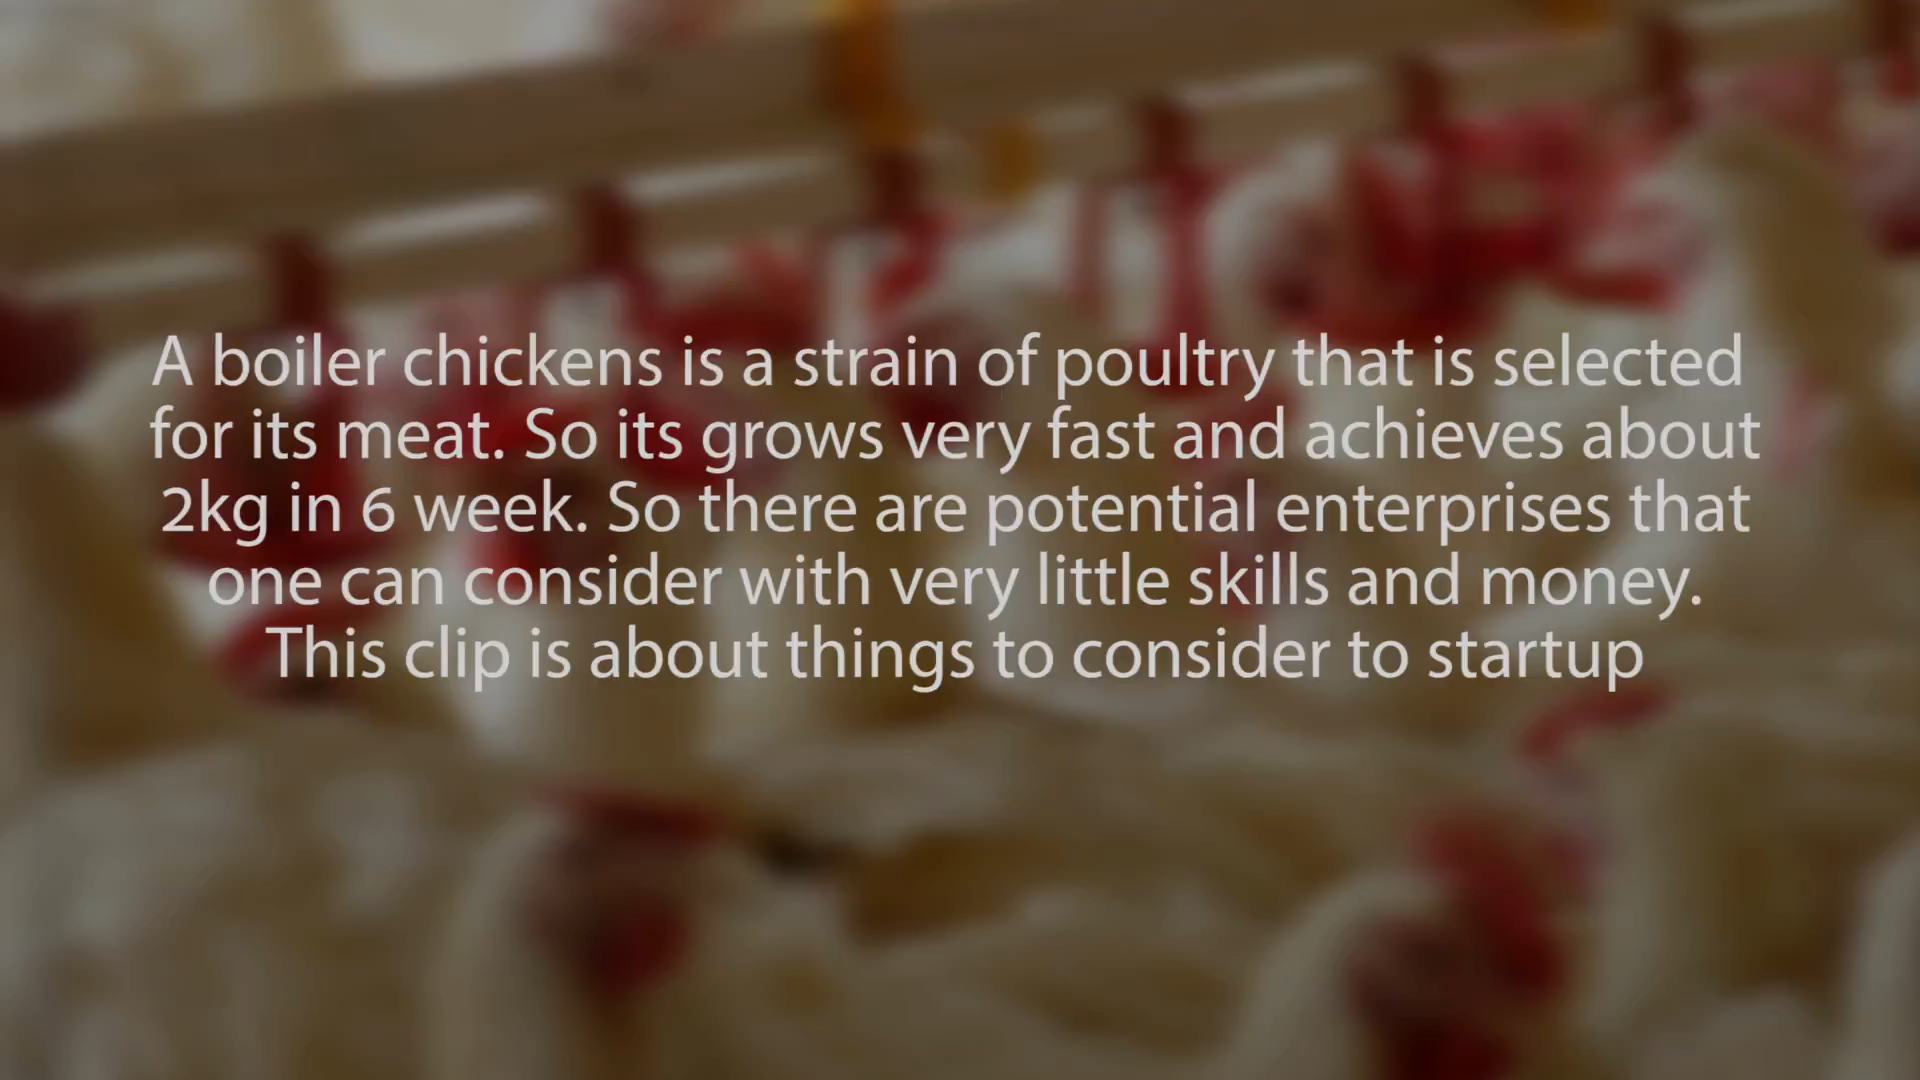 A boiler chickens is a strain of poultry that is selected
for its meat. So its grows very fast and achieves about
2kg in 6 week. So there are potential enterprises that
one can consider with very little skills and money.
This clip is about things to consider to startup